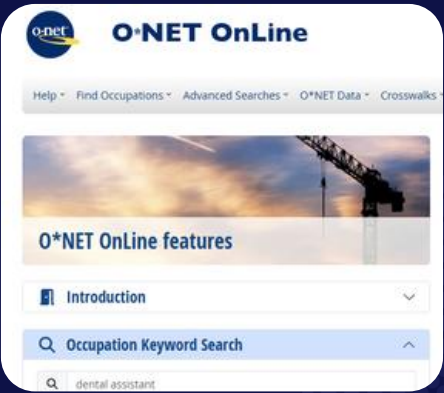 o·net
O*NET OnLine
Help
Find Occupations
Advanced Searches
O*NET Data
Crosswalks
O*NET OnLine features
Introduction
Occupation Keyword Search
dental assistant